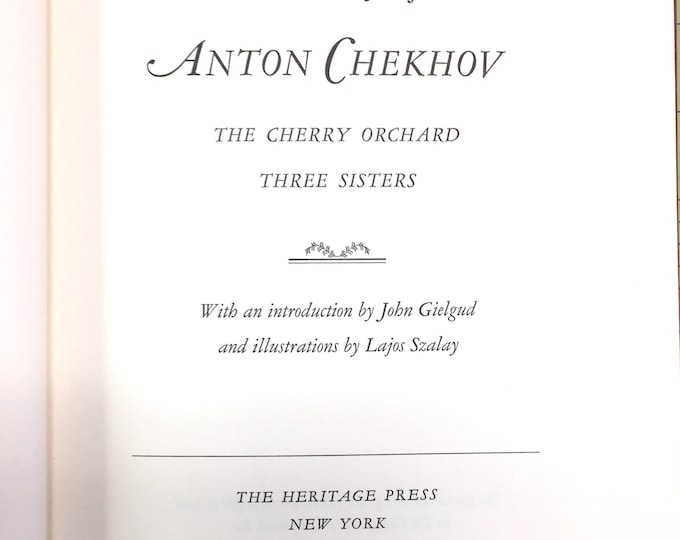 ANTON CHEKHOV
THE CHERRY ORCHARD
THREE SISTERS
With an introduction by John Gielgud
and illustrations by Lajos Szalay
THE HERITAGE PRESS
NEW YORK